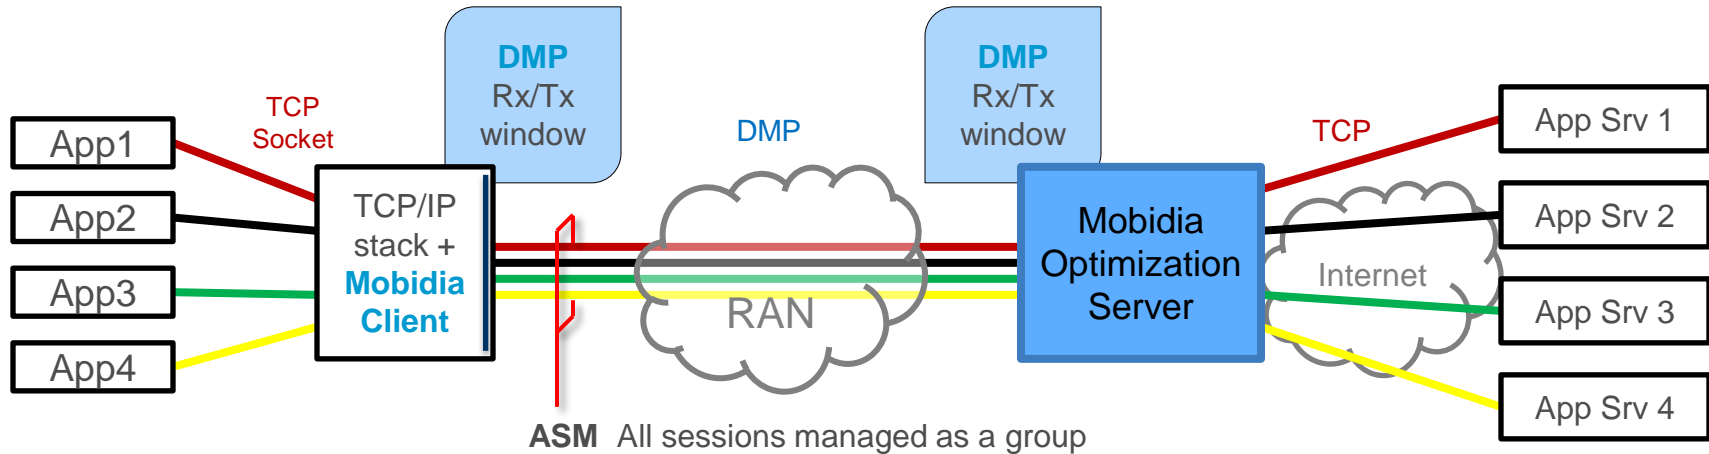 App1
App2
App3
App4
TCP
Socket
TCP/IP
stack +
Mobidia
Client
DMP
Rx/Tx
window
DMP
RAN
ASM All sessions managed as a group
DMP
Rx/Tx
window
Mobidia
Optimization
Server
TCP
Internet
App Srv 1
App Srv 2
App Srv 3
App Srv 4